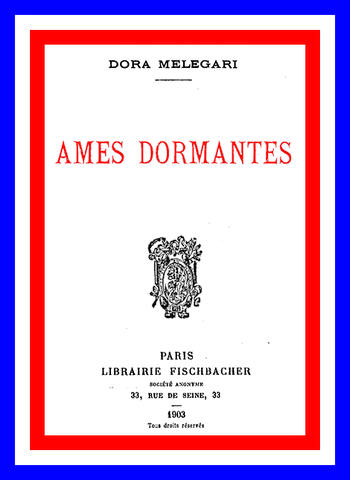 DORA MELEGARI
AMES DORMANTES
PARIS
LIBRAIRIE FISCHBACHER
SOCIÉTÉ ANONYME
33, RUE DE SEINE, 33
1903
Tous droits réservés